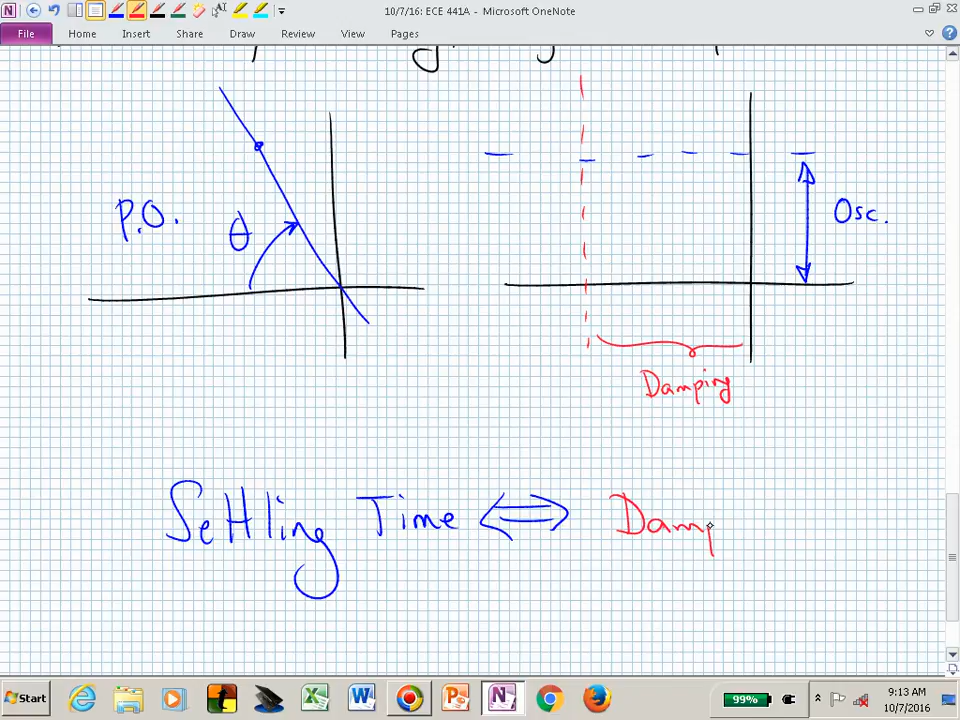 10/7/16: ECE 441A - Microsoft OneNote
File Home Insert Share Draw Review View Pages
P.O.
θ
Osc.
Damping
Settling Time ⟺ Damp
99%
Start
9:13 AM
10/7/2016